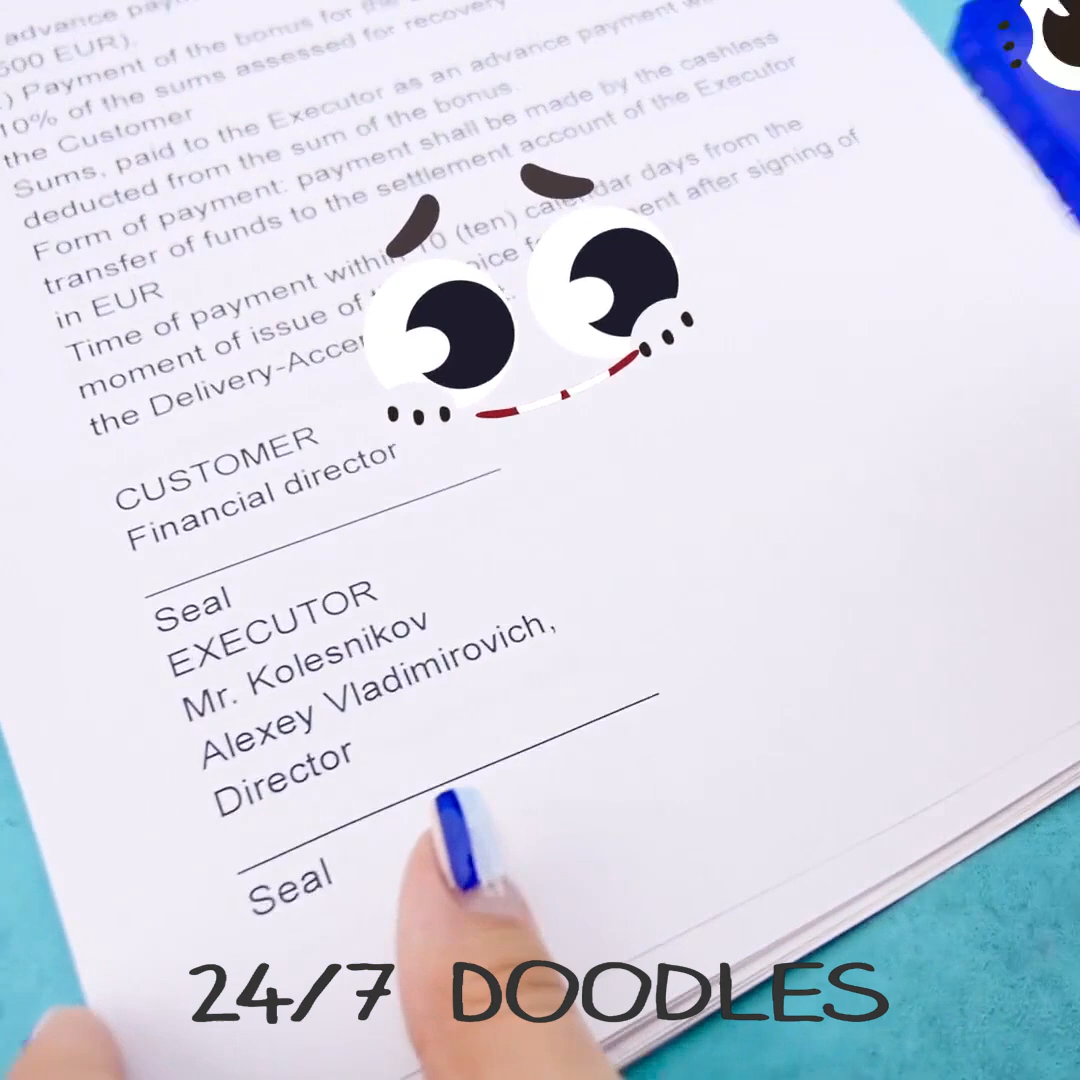 advance
500 EUR).
.) Payment of the bonus for the
10% of the sums assessed for recovery
the Customer
Sums, paid to the Executor as an advance payment
deducted from the sum of the bonus.
Form of payment: payment shall be made by the cashless
transfer of funds to the settlement account of the Executor
in EUR
Time of payment within 10 (ten) calendar days from the
moment of issue of after signing of
the
CUSTOMER
Financial director
Seal
EXECUTOR
Mr. Kolesnikov
Alexey Vladimirovich,
Director
Seal
24/7 DOODLES